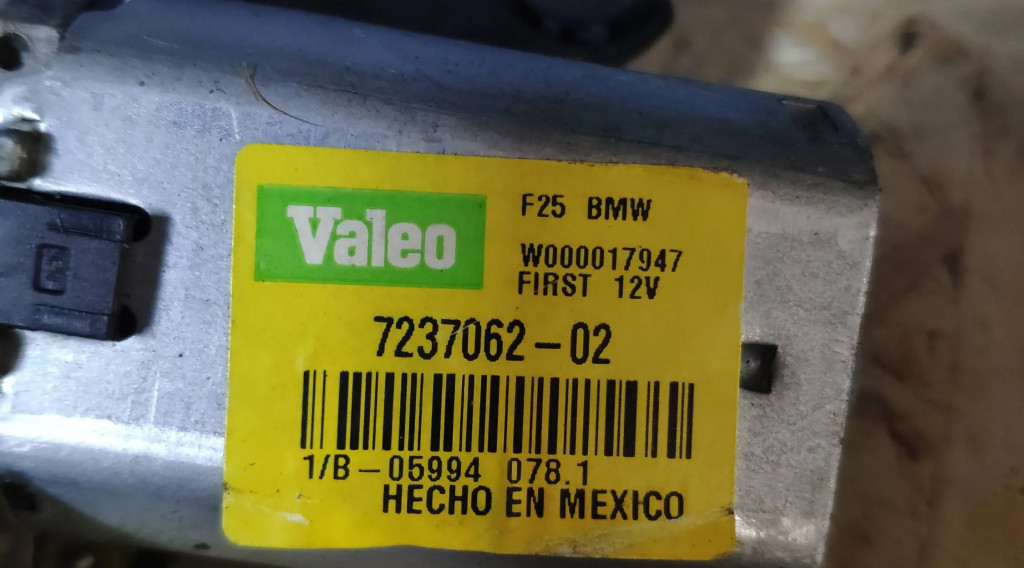 Valeo
F25 BMW
W000017947
FIRST 12V
7237062-02
1/B-05994 078.1
HECHO EN MEXICO